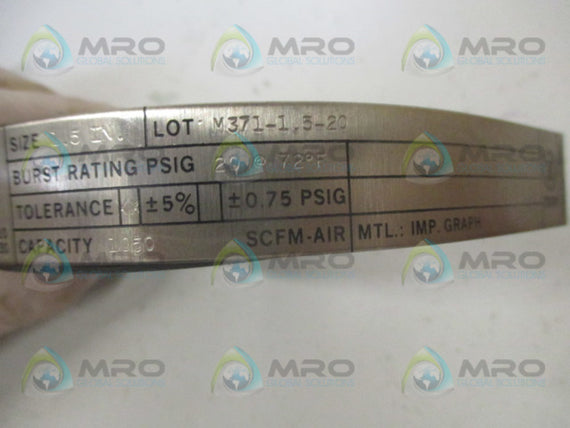 MRO GLOBAL SOLUTIONS
SIZE 1.5 IN. LOT: M371-1.5-20
BURST RATING PSIG 20 @ 72°F
TOLERANCE ±5% ±0.75 PSIG
CAPACITY 1150 SCFM-AIR MTL.: IMP. GRAPH